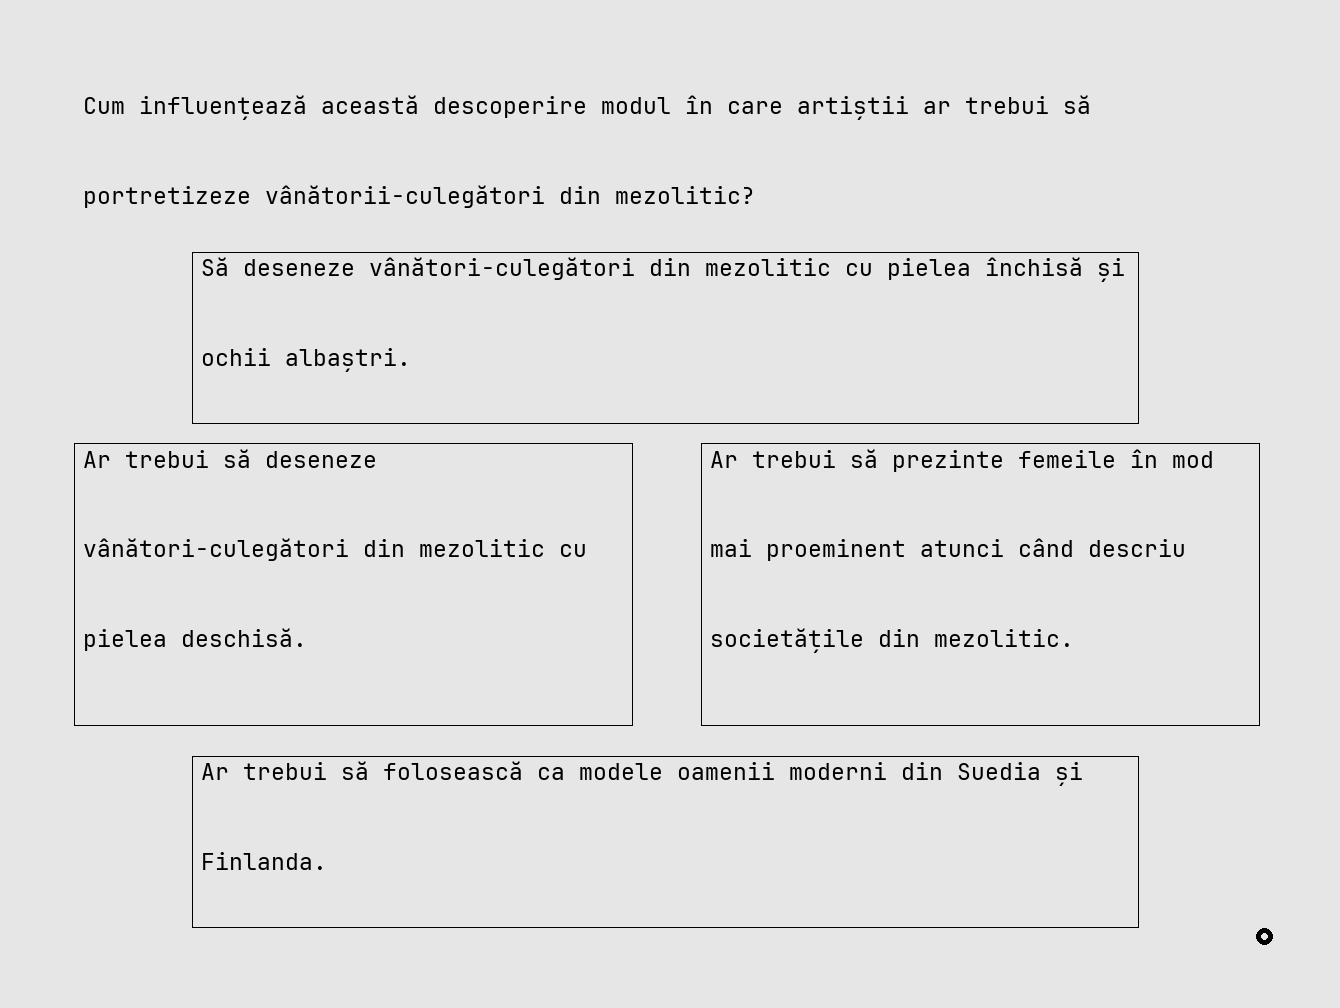 Cum influențează această descoperire modul în care artiștii ar trebui să
portretizeze vânătorii-culegători din mezolitic?
Să deseneze vânători-culegători din mezolitic cu pielea închisă și
ochii albaștri.
Ar trebui să deseneze
vânători-culegători din mezolitic cu
pielea deschisă.
Ar trebui să prezinte femeile în mod
mai proeminent atunci când descriu
societățile din mezolitic.
Ar trebui să folosească ca modele oamenii moderni din Suedia și
Finlanda.